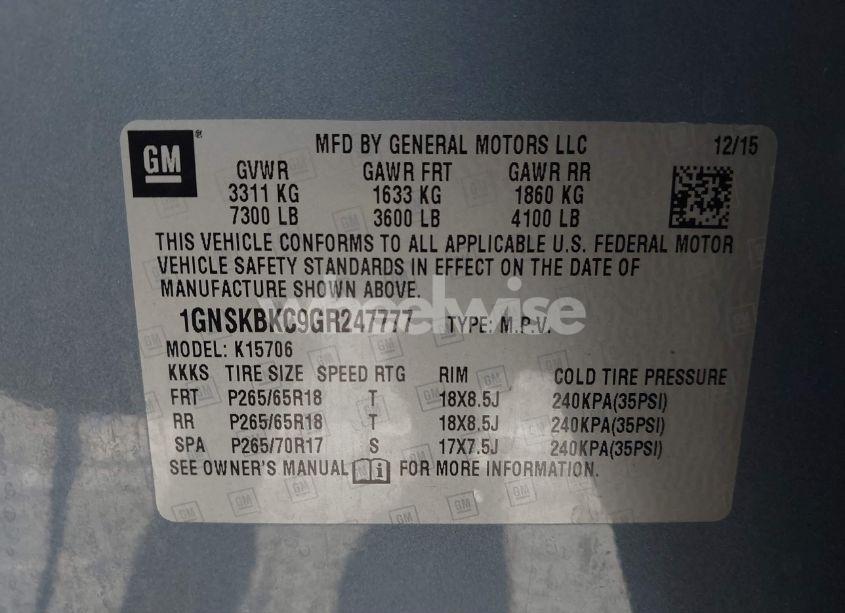 GM ® MFD BY GENERAL MOTORS LLC 12/15
GVWR GAWR FRT GAWR RR
3311 KG 1633 KG 1860 KG
7300 LB 3600 LB 4100 LB
THIS VEHICLE CONFORMS TO ALL APPLICABLE U.S. FEDERAL MOTOR
VEHICLE SAFETY STANDARDS IN EFFECT ON THE DATE OF
MANUFACTURE SHOWN ABOVE.
wheelwise
1GNSKBKC9GR247777 TYPE: M.P.V.
MODEL: K15706
KKKS TIRE SIZE SPEED RTG RIM COLD TIRE PRESSURE
FRT P265/65R18 T 18X8.5J 240KPA(35PSI)
RR P265/65R18 T 18X8.5J 240KPA(35PSI)
SPA P265/70R17 S 17X7.5J 240KPA(35PSI)
SEE OWNER'S MANUAL FOR MORE INFORMATION.